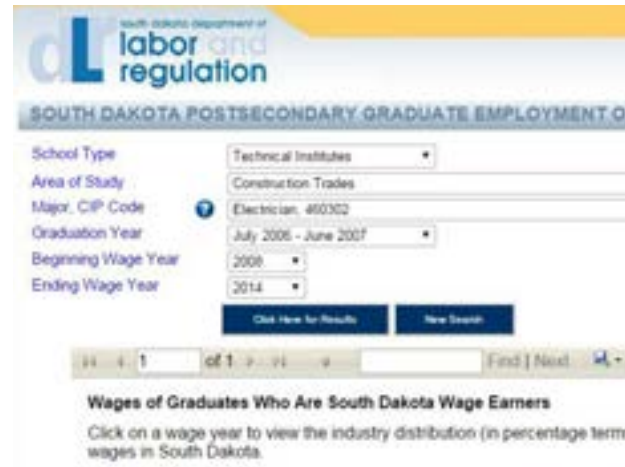 south dakota department of
labor and
regulation
SOUTH DAKOTA POSTSECONDARY GRADUATE EMPLOYMENT O
School Type Technical Institutes
Area of Study Construction Trades
Major, CIP Code ? Electrician, 460302
Graduation Year July 2006 - June 2007
Beginning Wage Year 2008
Ending Wage Year 2014
Click Here for Results New Search
1 of 1 Find | Next
Wages of Graduates Who Are South Dakota Wage Earners
Click on a wage year to view the industry distribution (in percentage term
wages in South Dakota.